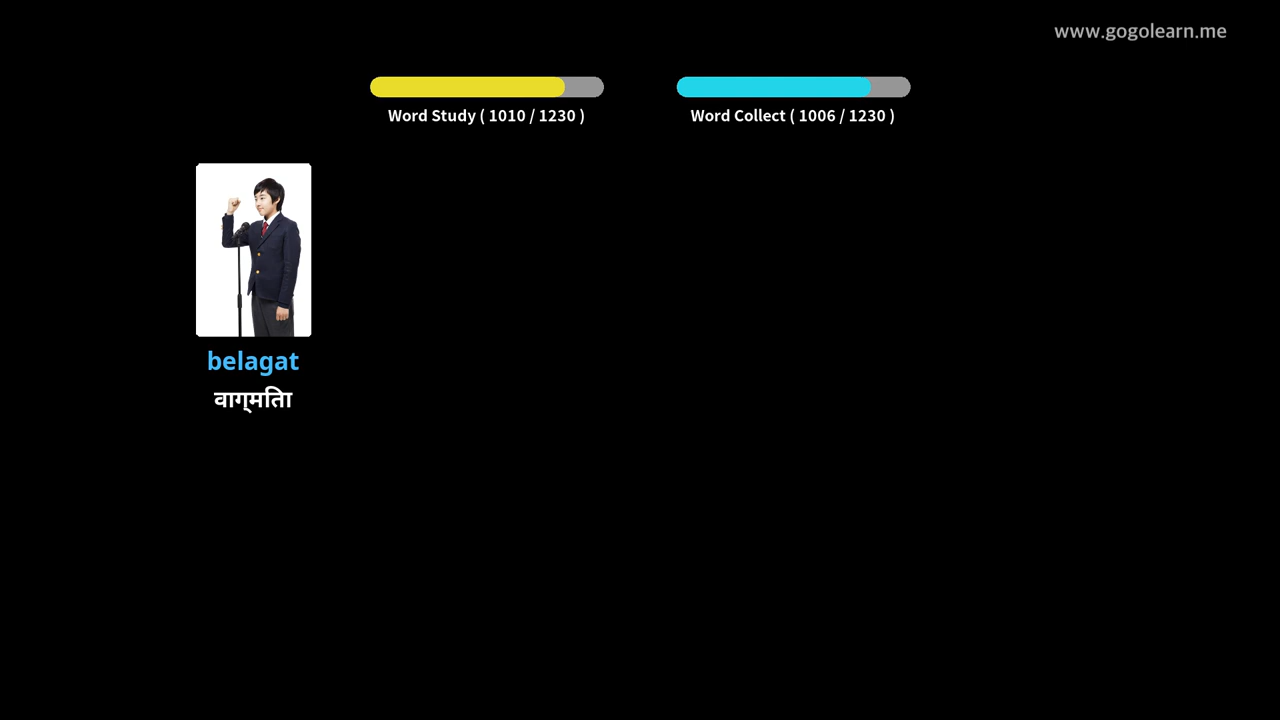 www.gogolearn.me
Word Study ( 1010 / 1230 )
Word Collect ( 1006 / 1230 )
belagat
वाग्मिता